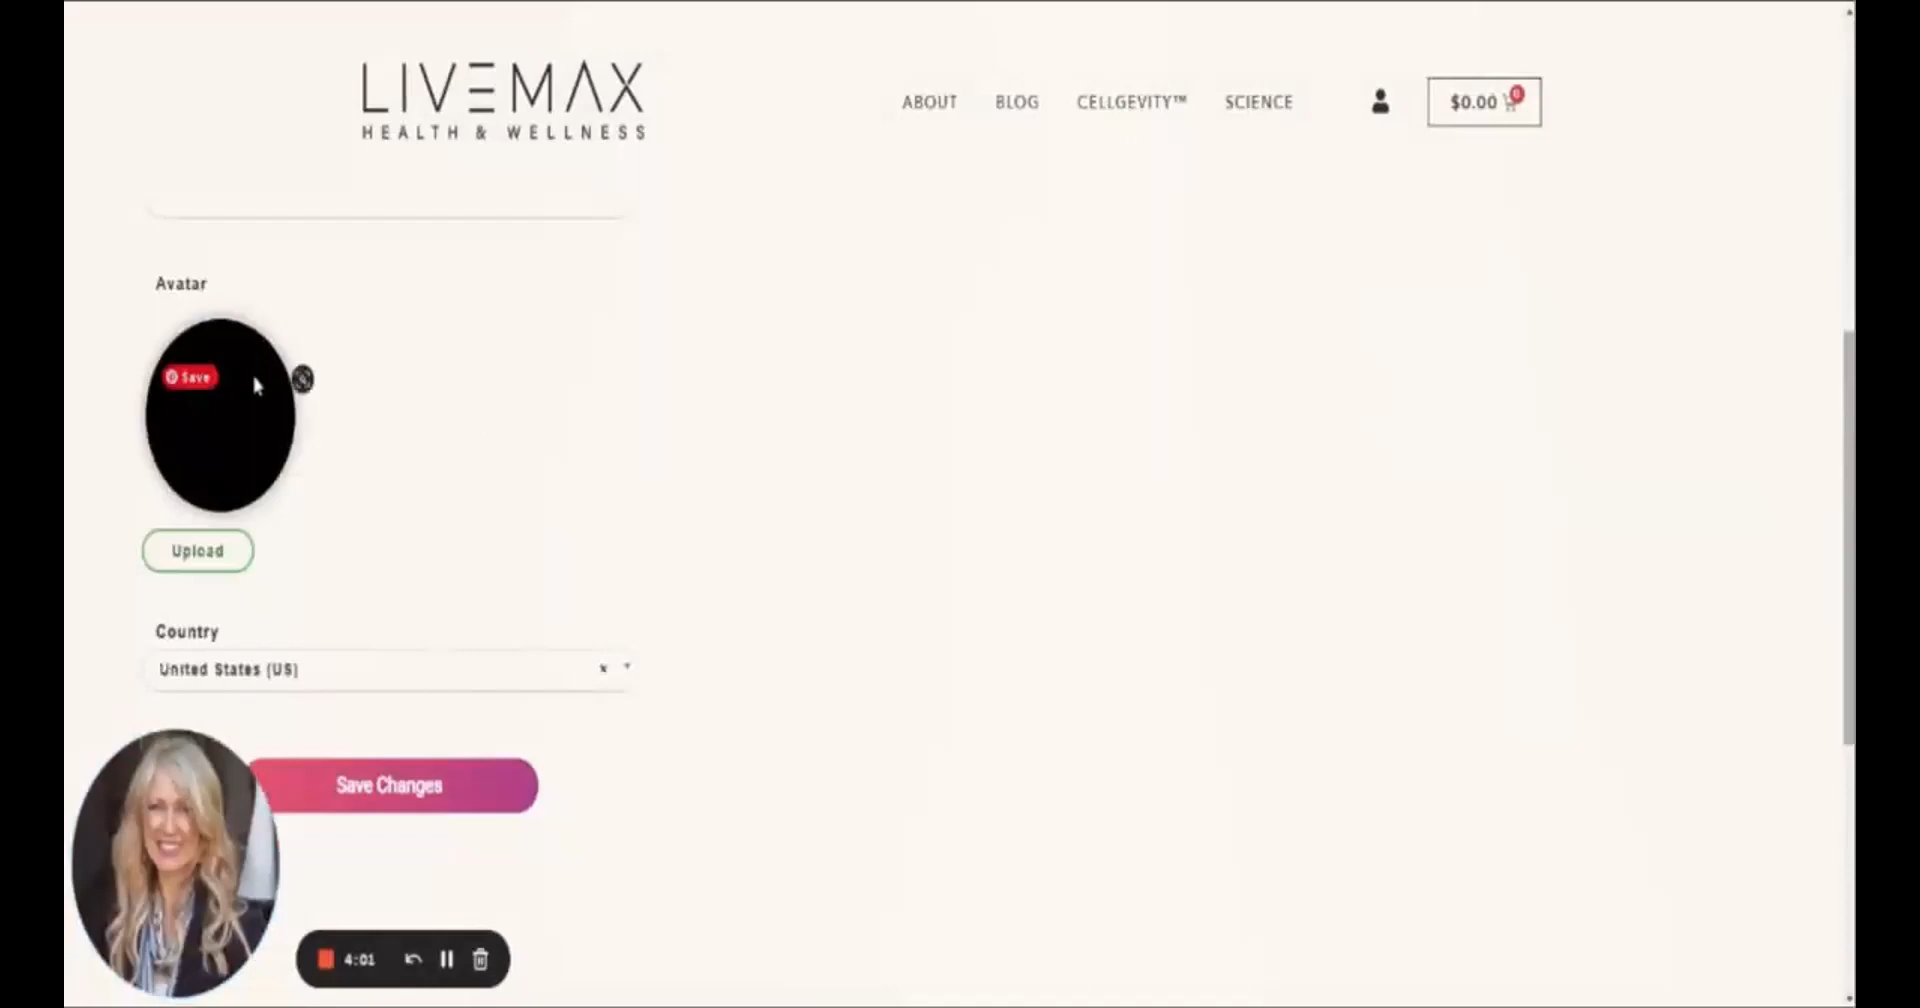 LIVEMAX
HEALTH & WELLNESS
ABOUT BLOG CELLGEVITY™ SCIENCE
$0.00 0
Avatar
Save
Upload
Country
United States (US)
Save Changes
4:01